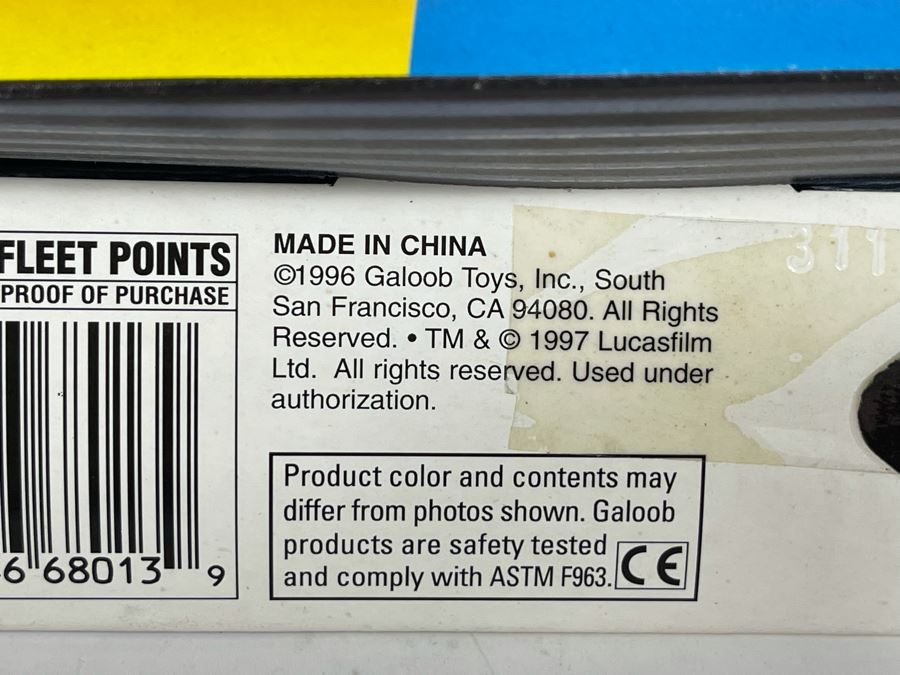 FLEET POINTS
PROOF OF PURCHASE
6 68013 9
MADE IN CHINA
©1996 Galoob Toys, Inc., South
San Francisco, CA 94080. All Rights
Reserved. • TM & © 1997 Lucasfilm
Ltd. All rights reserved. Used under
authorization.
311
Product color and contents may
differ from photos shown. Galoob
products are safety tested
and comply with ASTM F963. CE